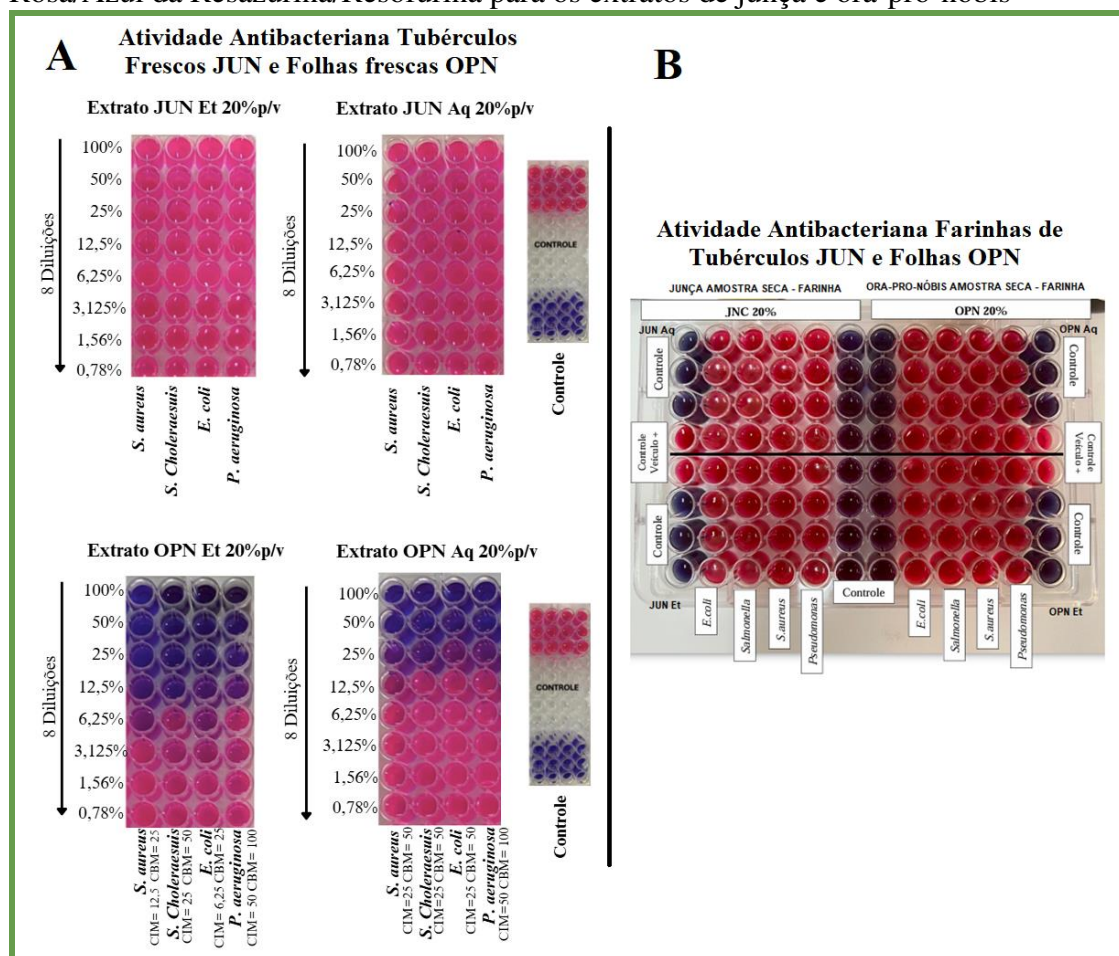 Rosa/Azul da Resazurina/Resofurina para os extratos de junça e ora-pro-nobis
A
Atividade Antibacteriana Tubérculos
Frescos JUN e Folhas frescas OPN
Extrato JUN Et 20%p/v
8 Diluições
100%
50%
25%
12,5%
6,25%
3,125%
1,56%
0,78%
S. aureus
S. Choleraesuis
E. coli
P. aeruginosa
Extrato JUN Aq 20%p/v
8 Diluições
100%
50%
25%
12,5%
6,25%
3,125%
1,56%
0,78%
S. aureus
S. Choleraesuis
E. coli
P. aeruginosa
CONTROLE
Controle
Extrato OPN Et 20%p/v
8 Diluições
100%
50%
25%
12,5%
6,25%
3,125%
1,56%
0,78%
S. aureus
CIM= 12,5 CBM= 25
S. Choleraesuis
CIM= 25 CBM= 50
E. coli
CIM= 6,25 CBM= 25
P. aeruginosa
CIM= 50 CBM= 100
Extrato OPN Aq 20%p/v
8 Diluições
100%
50%
25%
12,5%
6,25%
3,125%
1,56%
0,78%
S. aureus
CIM=25 CBM= 50
S. Choleraesuis
CIM=25 CBM= 50
E. coli
CIM=25 CBM= 50
P. aeruginosa
CIM=50 CBM= 100
CONTROLE
Controle
B
Atividade Antibacteriana Farinhas de
Tubérculos JUN e Folhas OPN
JUNÇA AMOSTRA SECA - FARINHA
ORA-PRO-NÓBIS AMOSTRA SECA - FARINHA
JNC 20%
OPN 20%
JUN Aq
OPN Aq
Controle
Controle
Controle
Veículo +
Controle
Veículo +
Controle
Controle
JUN Et
E.coli
Salmonella
S.aureus
Pseudomonas
Controle
E.coli
Salmonella
S.aureus
Pseudomonas
OPN Et